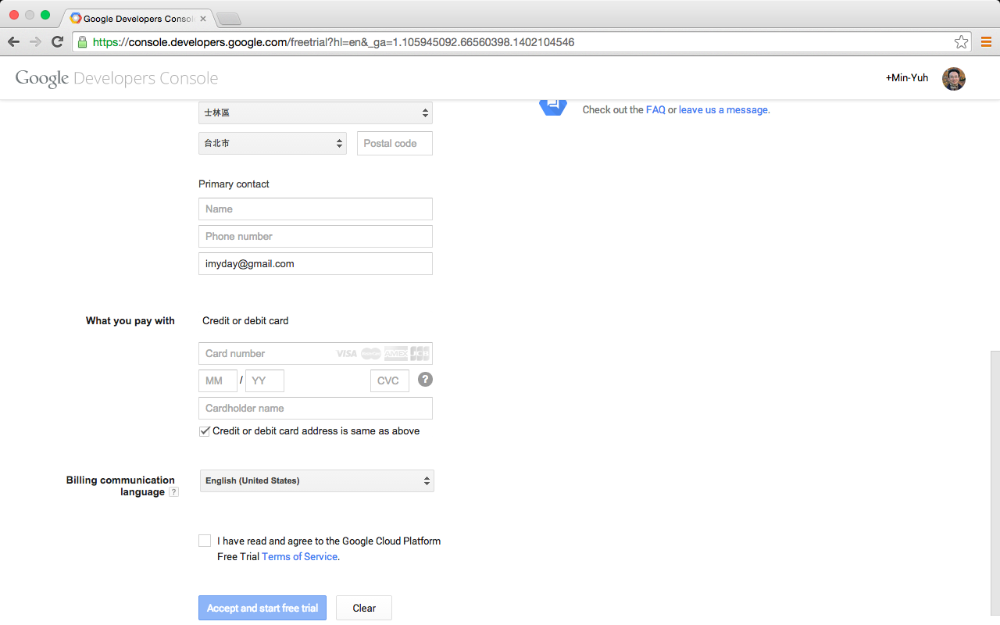 Google Developers Conso
https://console.developers.google.com/freetrial?hl=en&_ga=1.105945092.66560398.1402104546
Google Developers Console
+Min-Yuh
士林區
Check out the FAQ or leave us a message.
台北市
Postal code
Primary contact
Name
Phone number
imyday@gmail.com
What you pay with
Credit or debit card
Card number
VISA
AMEX
JCB
MM / YY
CVC
?
Cardholder name
Credit or debit card address is same as above
Billing communication
language ?
English (United States)
I have read and agree to the Google Cloud Platform
Free Trial Terms of Service.
Accept and start free trial
Clear